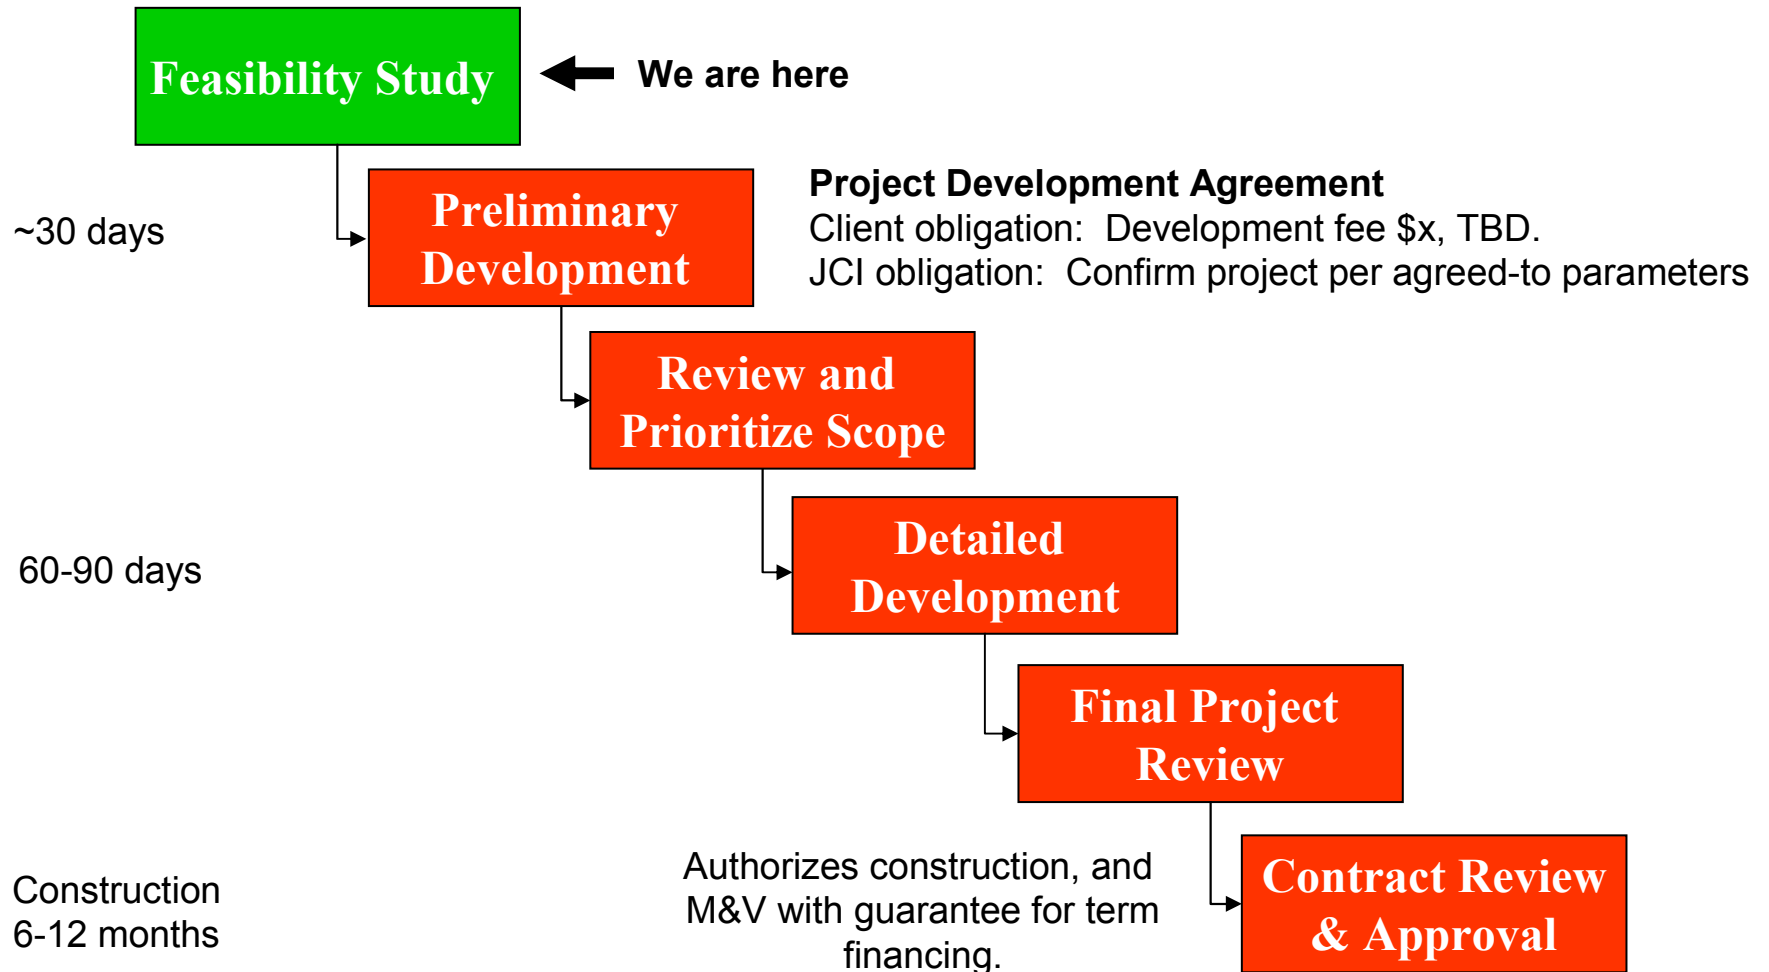 Feasibility Study
We are here
~30 days
Preliminary
Development
Project Development Agreement
Client obligation:  Development fee $x, TBD.
JCI obligation:  Confirm project per agreed-to parameters
Review and
Prioritize Scope
60-90 days
Detailed
Development
Final Project
Review
Construction
6-12 months
Authorizes construction, and
M&V with guarantee for term
financing.
Contract Review
& Approval